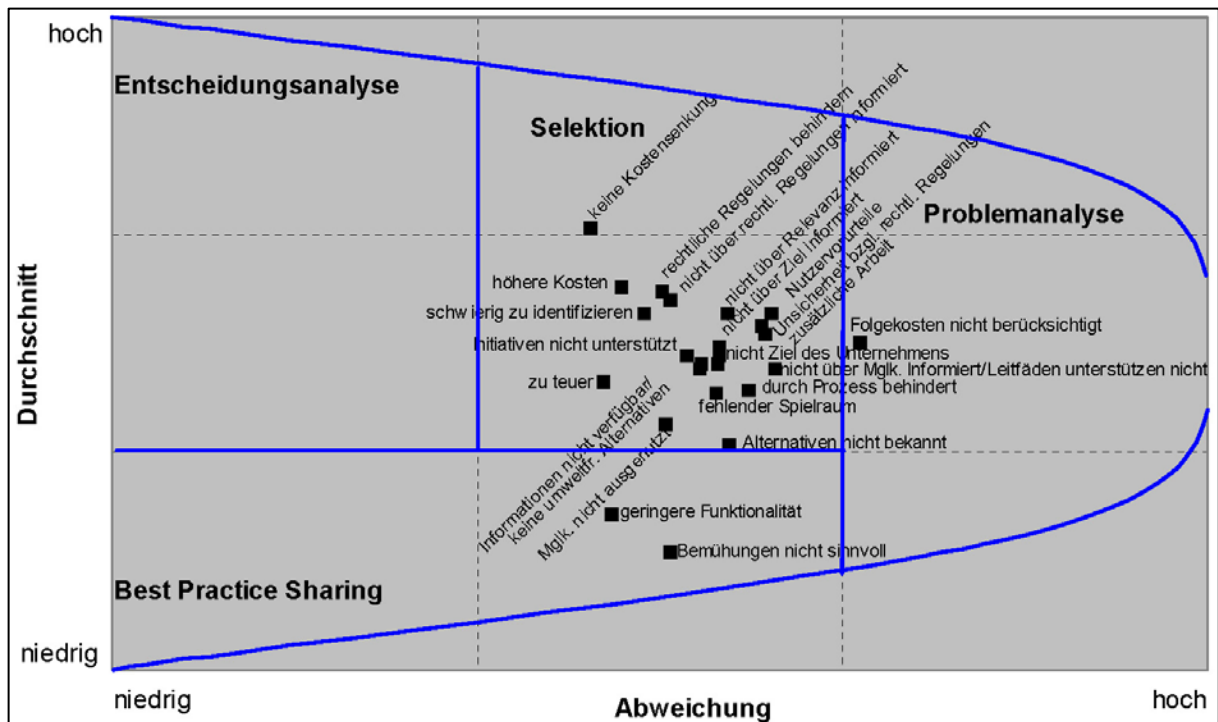 hoch
Entscheidungsanalyse
Selektion
Problemanalyse
keine Kostensenkung
rechtliche Regelungen behindern
nicht über rechtl. Regelungen informiert
nicht über Relevanz informiert
nicht über Ziel informiert
Nutzervorurteile
Unsicherheit bzgl. rechtl. Regelungen
zusätzliche Arbeit
höhere Kosten
schwierig zu identifizieren
Folgekosten nicht berücksichtigt
Initiativen nicht unterstützt
nicht Ziel des Unternehmens
nicht über Mglk. Informiert/Leitfäden unterstützen nicht
zu teuer
durch Prozess behindert
fehlender Spielraum
Informationen nicht verfügbar/
keine umweltfr. Alternativen
Mglk. nicht ausgenutzt
Alternativen nicht bekannt
geringere Funktionalität
Bemühungen nicht sinnvoll
Best Practice Sharing
Durchschnitt
niedrig
niedrig
Abweichung
hoch